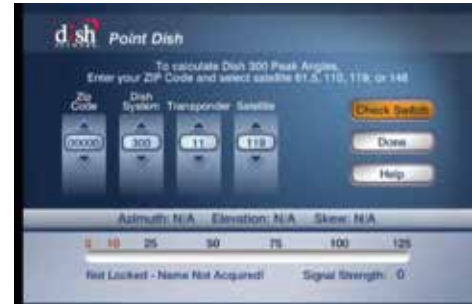 dish Point Dish
NETWORK
To calculate Dish 300 Peak Angles,
Enter your ZIP Code and select satellite 61.5, 110, 119, or 148
Zip Code Dish System Transponder Satellite
00000 300 11 119
Check Switch
Done
Help
Azimuth: N/A Elevation: N/A Skew: N/A
0 10 25 50 75 100 125
Not Locked - Name Not Acquired! Signal Strength: 0